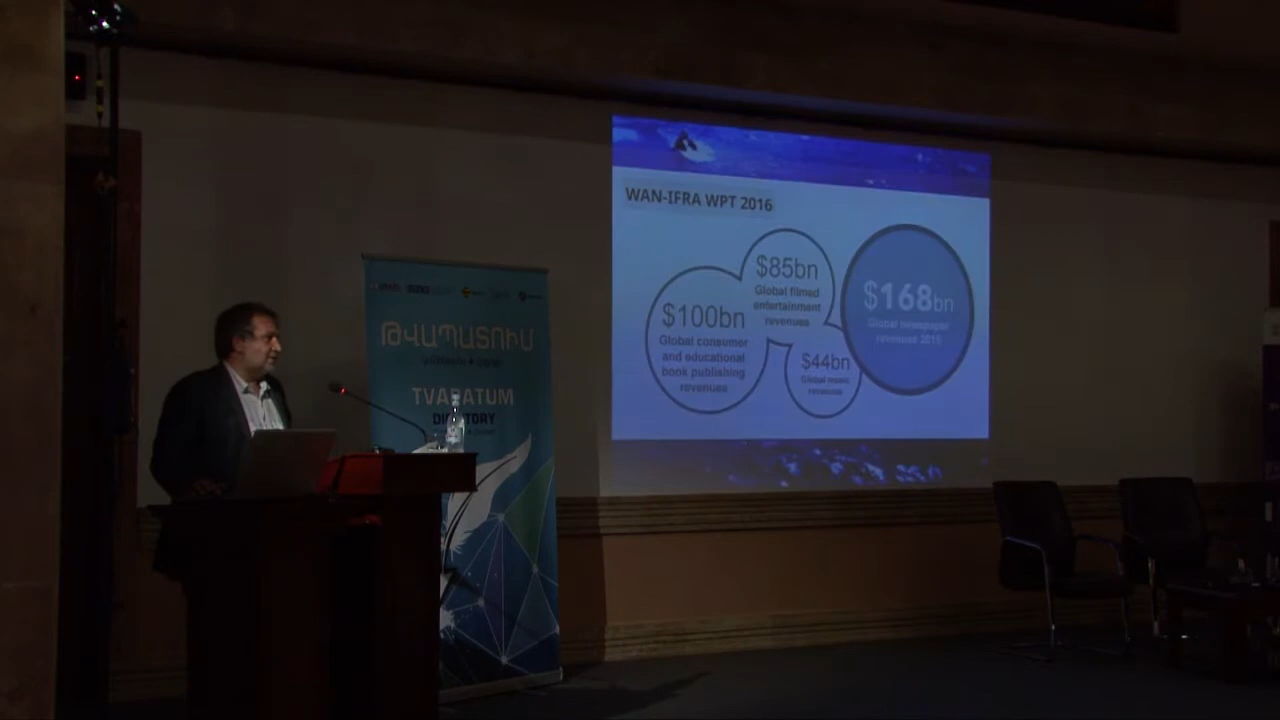 WAN-IFRA WPT 2016
$85bn
Global filmed
entertainment
revenues
$100bn
Global consumer
and educational
book publishing
revenues
$44bn
Global music
revenues
$168bn
Global newspaper
revenues 2015
ԹՎԱՊԱՏՈՒՄ
TVAPATUM